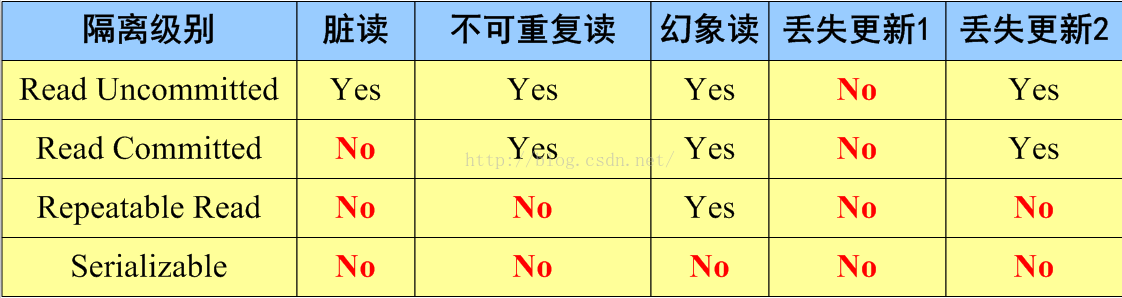 隔离级别 脏读 不可重复读 幻象读 丢失更新1 丢失更新2
Read Uncommitted Yes Yes Yes No Yes
Read Committed No Yes Yes No Yes
http://blog.csdn.net/
Repeatable Read No No Yes No No
Serializable No No No No No